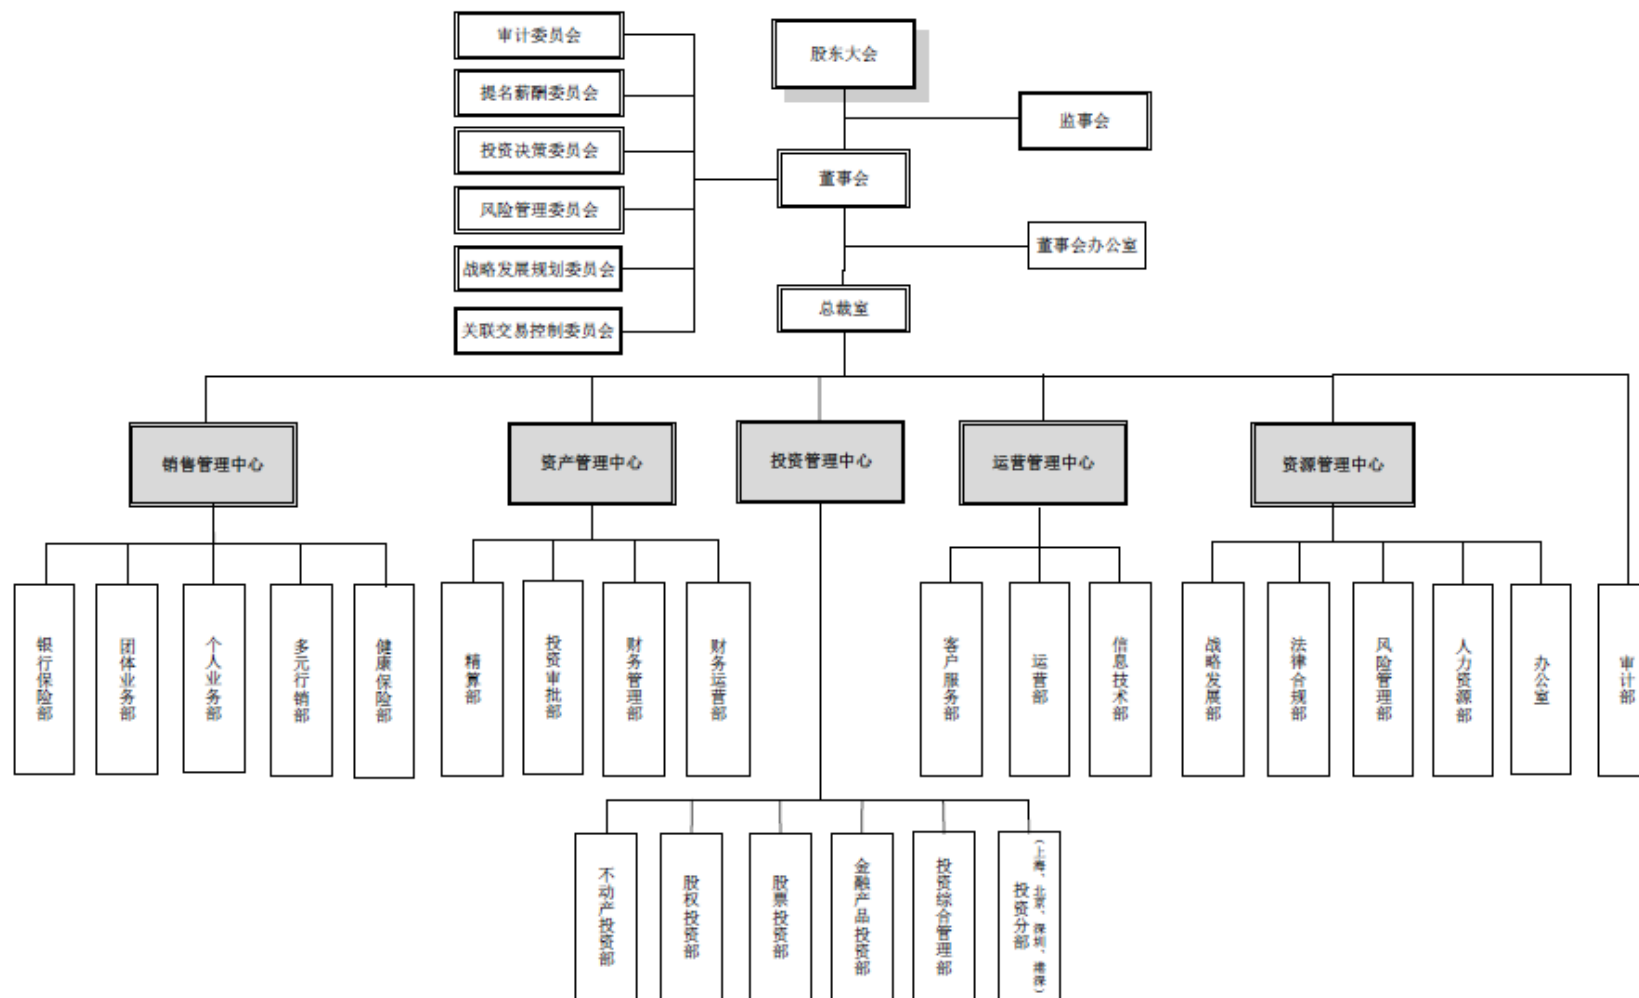 审计委员会
股东大会
提名薪酬委员会
监事会
投资决策委员会
董事会
风险管理委员会
董事会办公室
战略发展规划委员会
总裁室
关联交易控制委员会
销售管理中心
资产管理中心
投资管理中心
运营管理中心
资源管理中心
银行保险部
团体业务部
个人业务部
多元行销部
健康保险部
精算部
投资审批部
财务管理部
财务运营部
客户服务部
运营部
信息技术部
战略发展部
法律合规部
风险管理部
人力资源部
办公室
审计部
不动产投资部
股权投资部
股票投资部
金融产品投资部
投资综合管理部
投资分部
（上海、北京、深圳、港深）